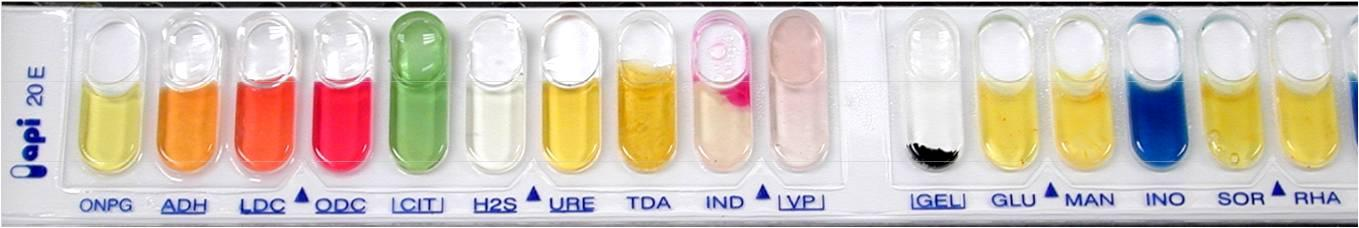 api 20 E
ONPG ADH LDC ODC CIT H2S URE TDA IND VP GEL GLU MAN INO SOR RHA